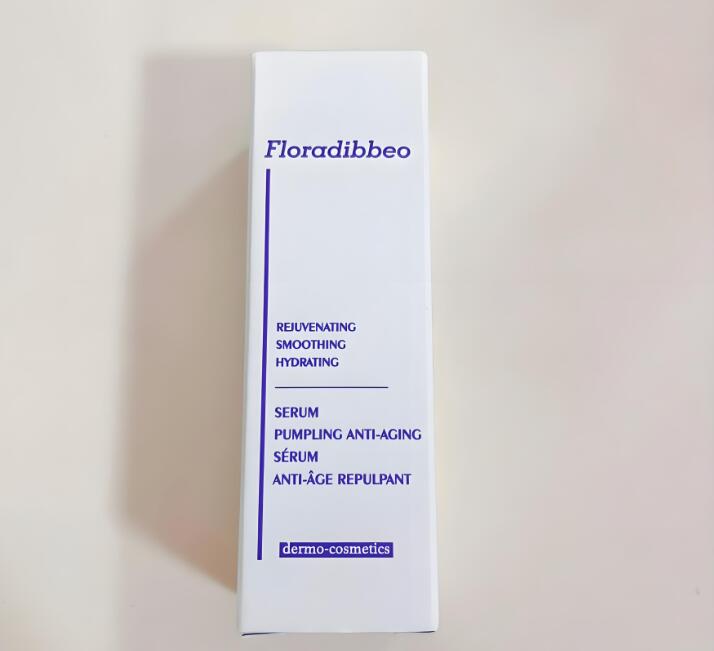 Floradibbeo
REJUVENATING
SMOOTHING
HYDRATING
SERUM
PUMPLING ANTI-AGING
SÉRUM
ANTI-ÂGE REPULPANT
dermo-cosmetics